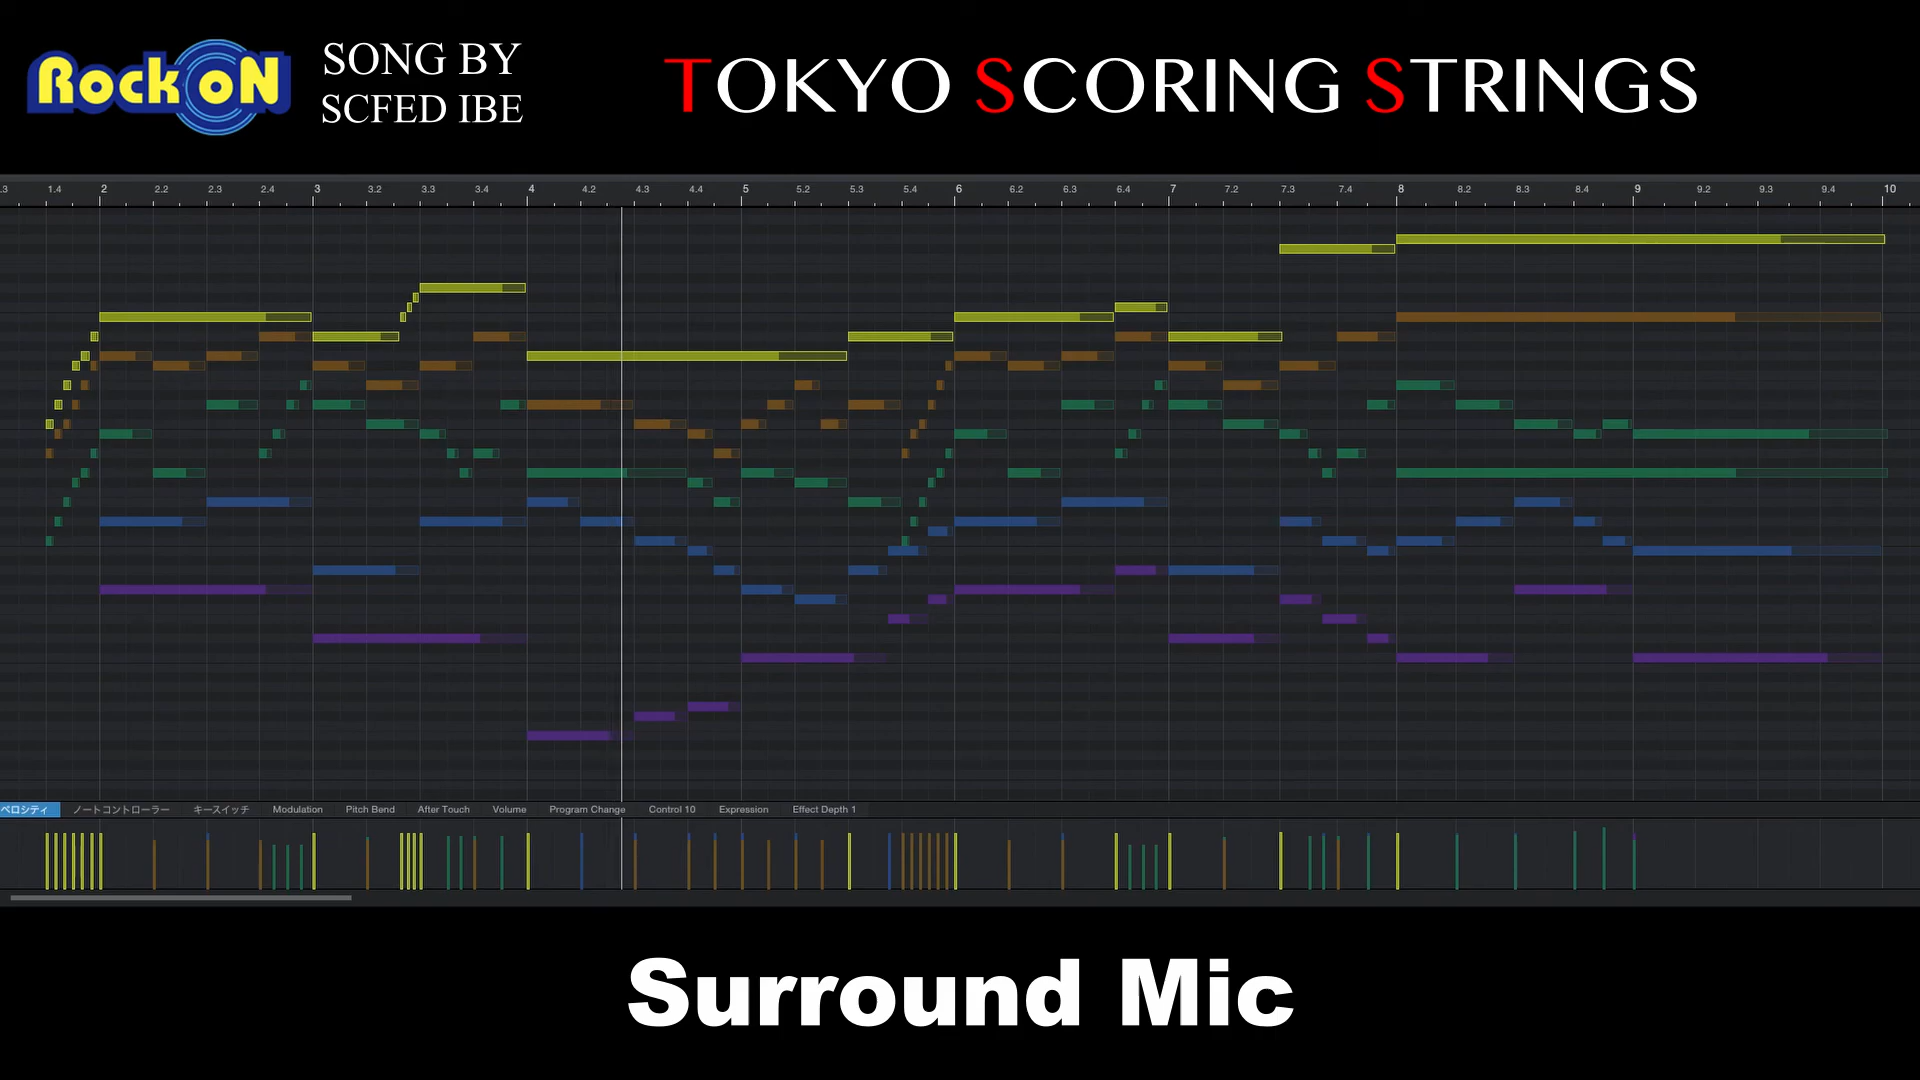 Rock oN
SONG BY
SCFED IBE
TOKYO SCORING STRINGS
.3 1.4 2 2.2 2.3 2.4 3 3.2 3.3 3.4 4 4.2 4.3 4.4 5 5.2 5.3 5.4 6 6.2 6.3 6.4 7 7.2 7.3 7.4 8 8.2 8.3 8.4 9 9.2 9.3 9.4 10
ベロシティ ノートコントローラー キースイッチ Modulation Pitch Bend After Touch Volume Program Change Control 10 Expression Effect Depth 1
Surround Mic